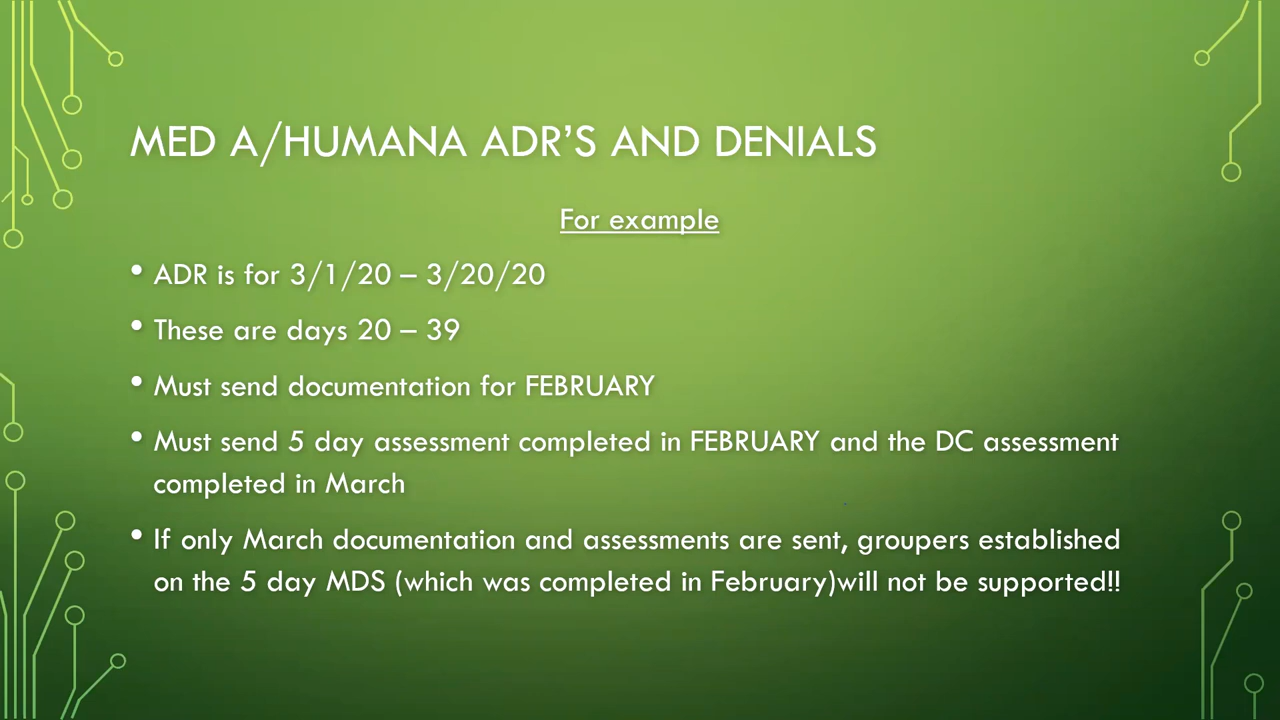 MED A/HUMANA ADR’S AND DENIALS
For example
• ADR is for 3/1/20 – 3/20/20
• These are days 20 – 39
• Must send documentation for FEBRUARY
• Must send 5 day assessment completed in FEBRUARY and the DC assessment
completed in March
• If only March documentation and assessments are sent, groupers established
on the 5 day MDS (which was completed in February)will not be supported!!